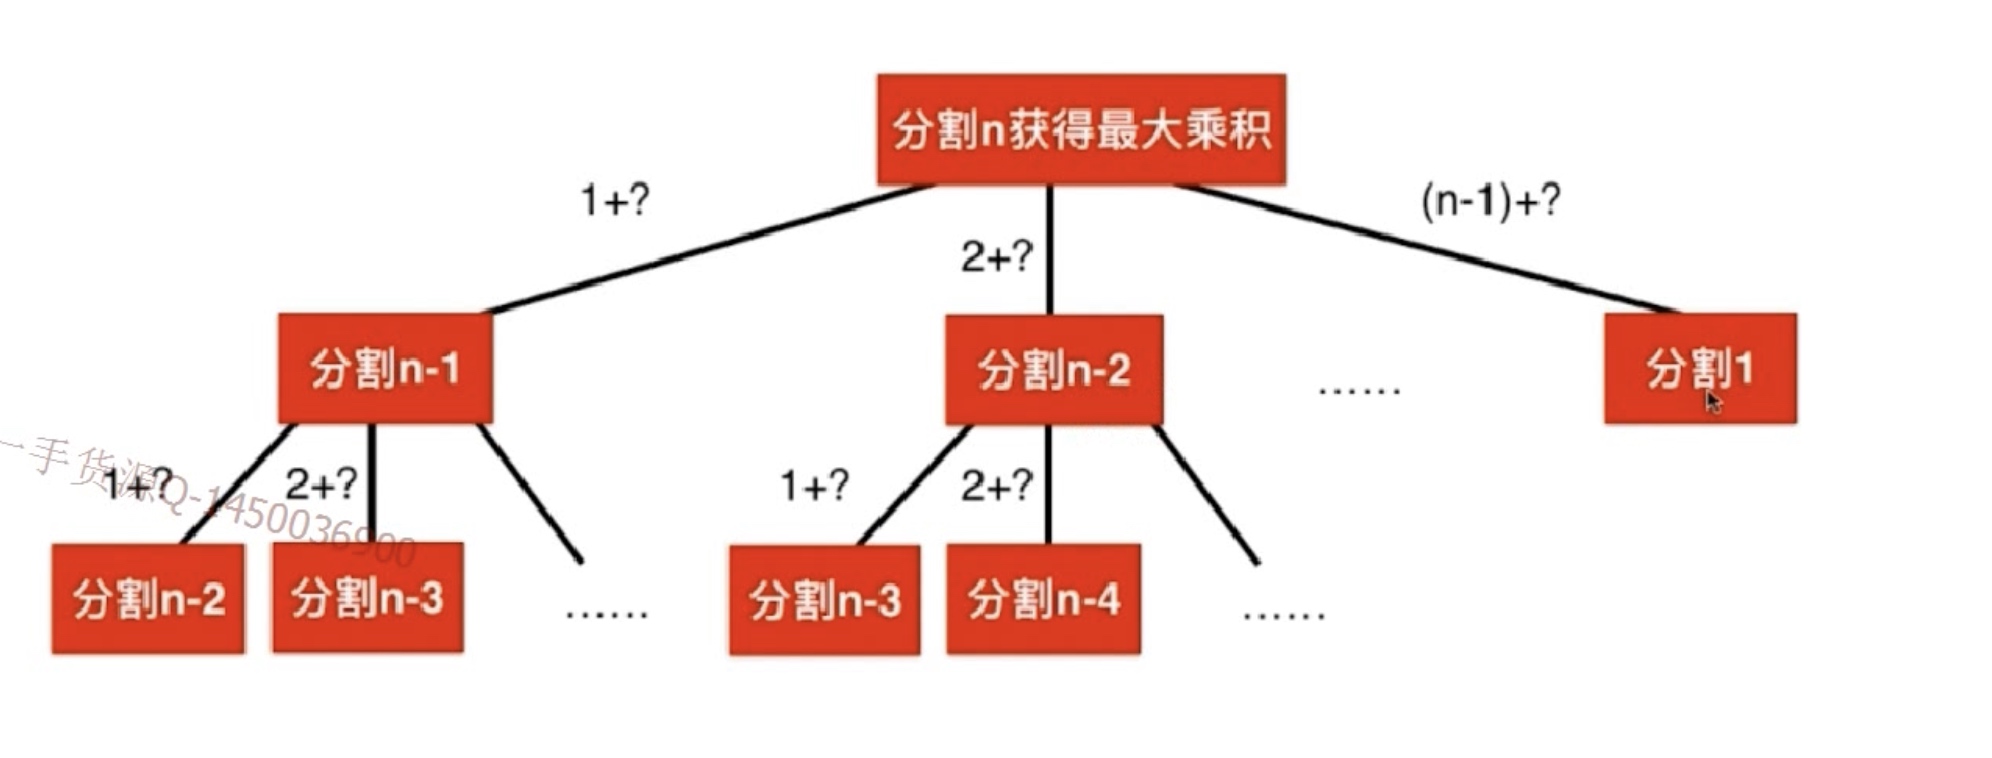 分割n获得最大乘积
1+?
2+?
(n-1)+?
分割n-1
分割n-2
……
分割1
1+?
2+?
1+?
2+?
一手货源Q-1450036900
分割n-2
分割n-3
……
分割n-3
分割n-4
……